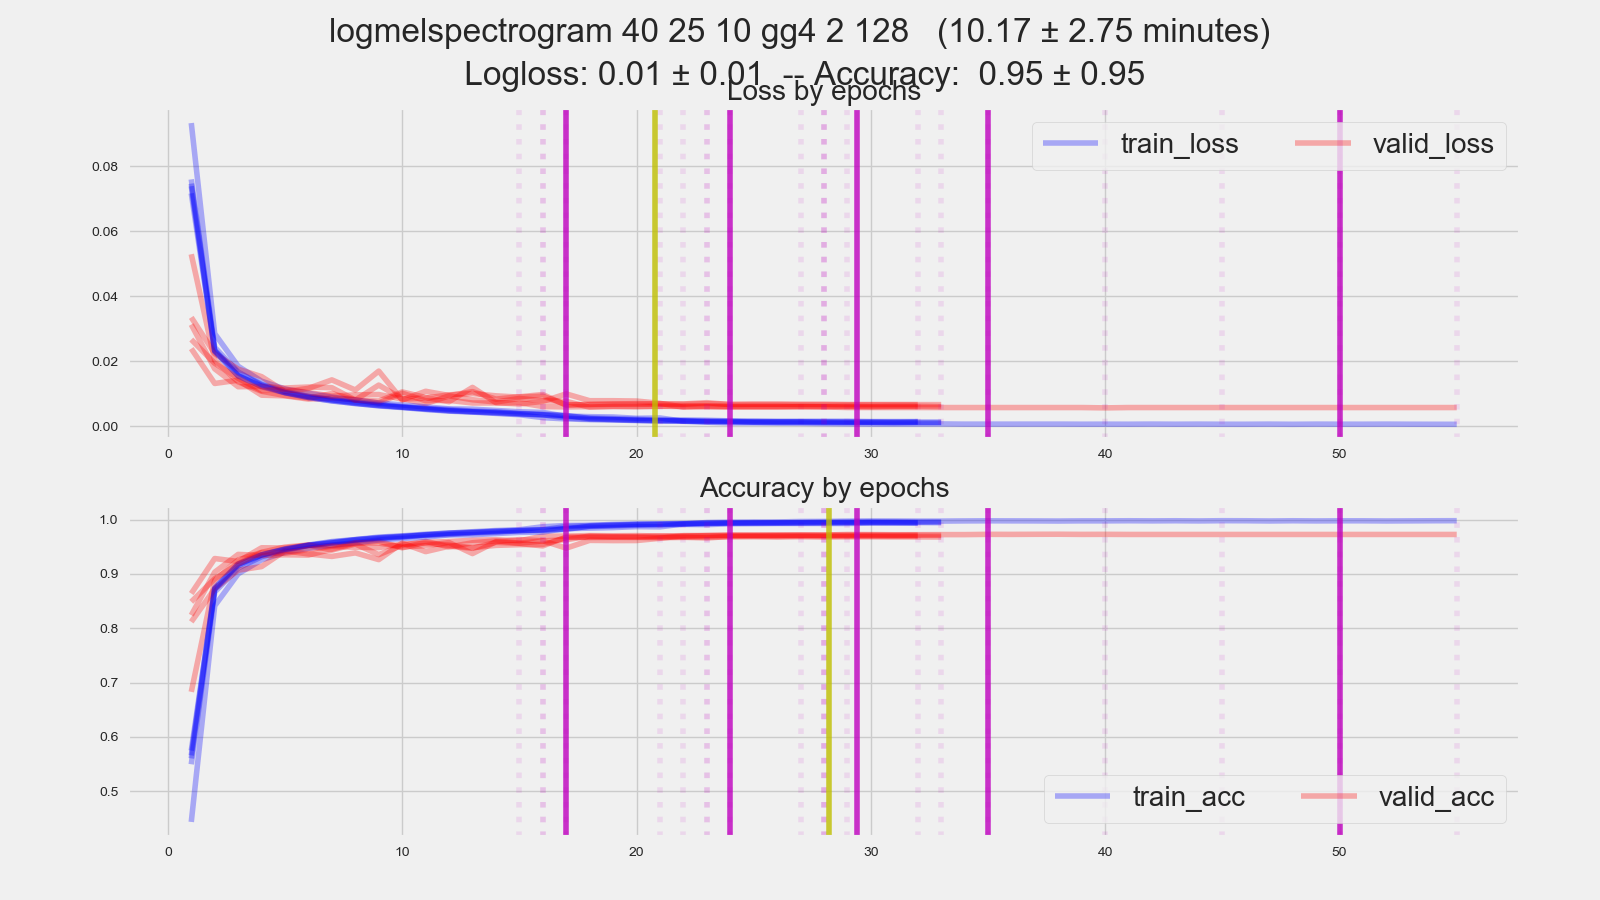 logmelspectrogram 40 25 10 gg4 2 128 (10.17 ± 2.75 minutes)
Logloss: 0.01 ± 0.01 -- Accuracy: 0.95 ± 0.95
Loss by epochs
train_loss valid_loss
0.08
0.06
0.04
0.02
0.00
0 10 20 30 40 50
Accuracy by epochs
1.0
0.9
0.8
0.7
0.6
0.5
train_acc valid_acc
0 10 20 30 40 50